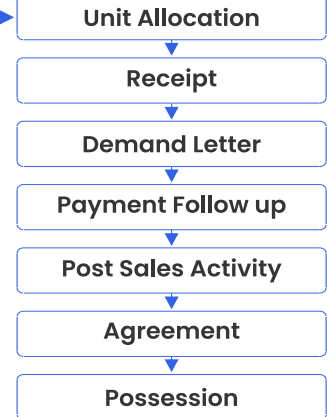 Unit Allocation
Receipt
Demand Letter
Payment Follow up
Post Sales Activity
Agreement
Possession